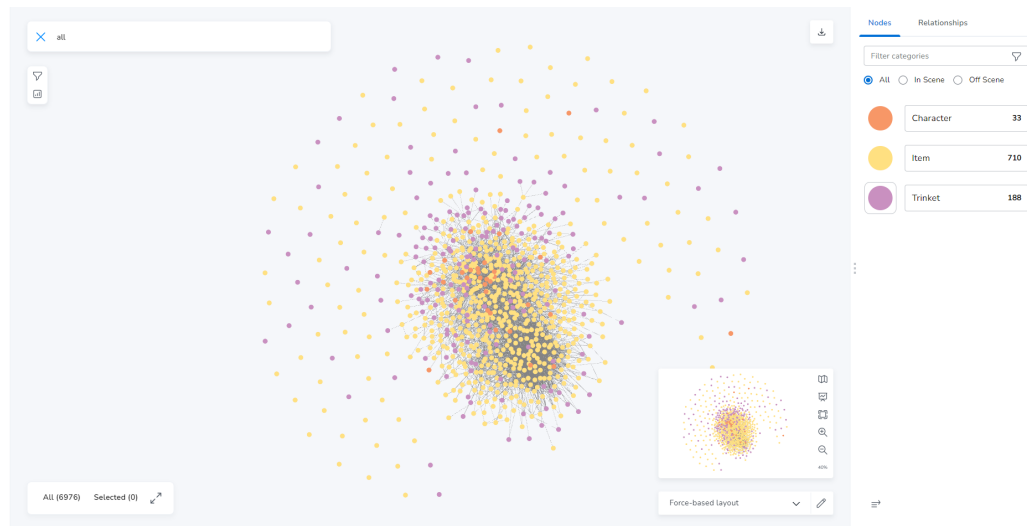 all
Nodes
Relationships
Filter categories
All
In Scene
Off Scene
Character 33
Item 710
Trinket 188
40%
All (6976) Selected (0)
Force-based layout